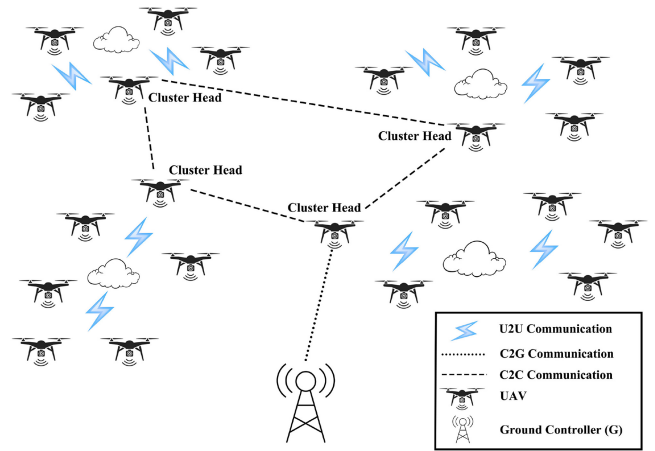 Cluster Head
Cluster Head
Cluster Head
Cluster Head
U2U Communication
C2G Communication
C2C Communication
UAV
Ground Controller (G)